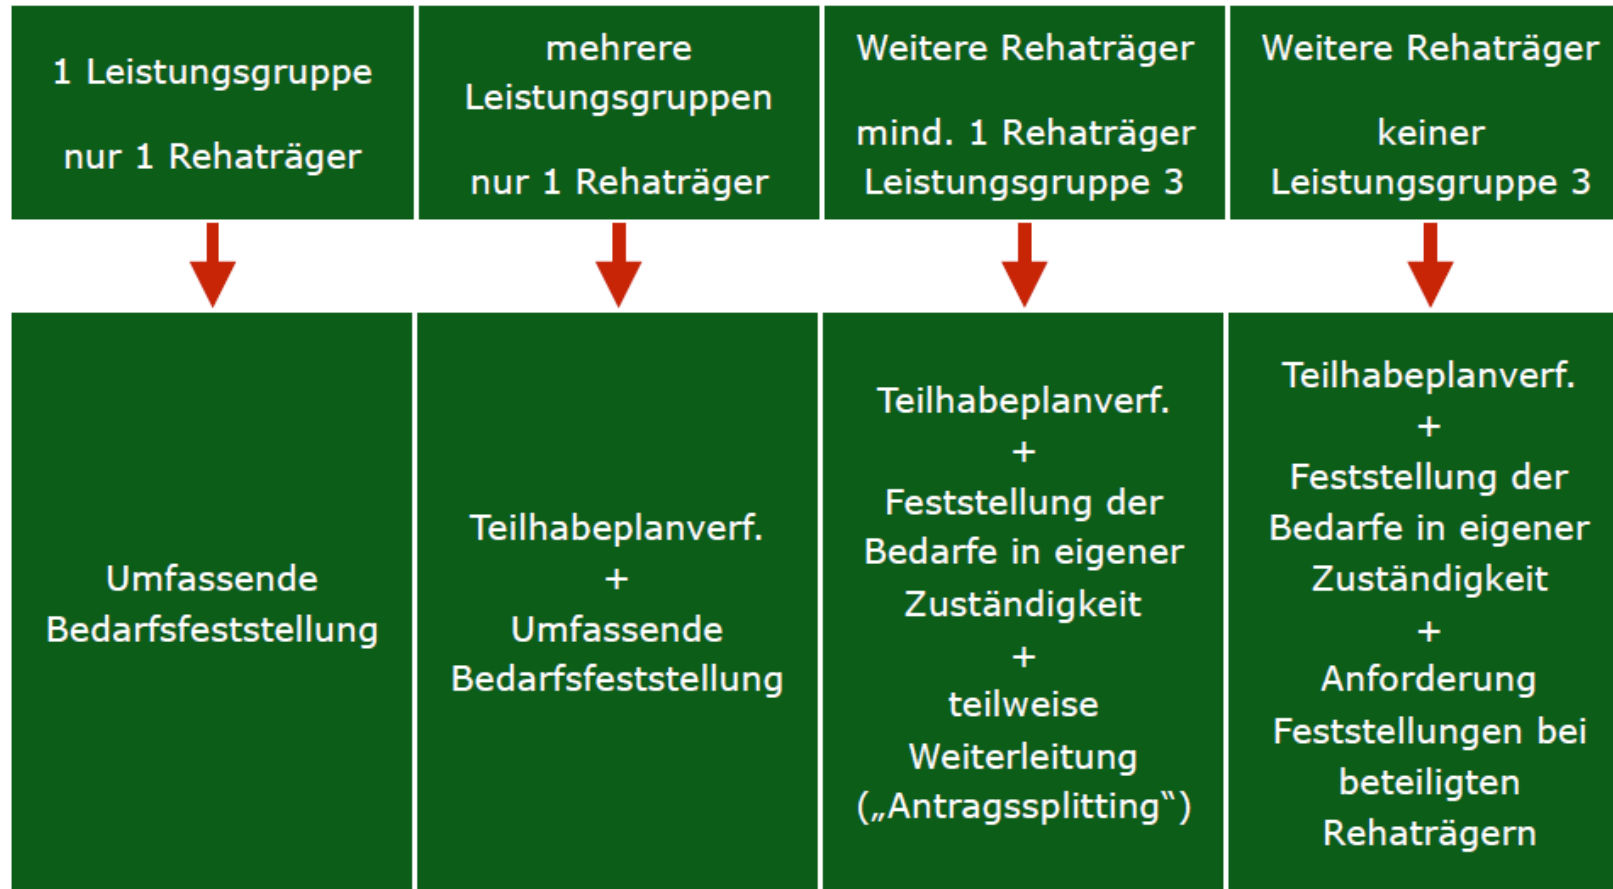 1 Leistungsgruppe
nur 1 Rehaträger
mehrere
Leistungsgruppen
nur 1 Rehaträger
Weitere Rehaträger
mind. 1 Rehaträger
Leistungsgruppe 3
Weitere Rehaträger
keiner
Leistungsgruppe 3
Umfassende
Bedarfsfeststellung
Teilhabeplanverf.
+
Umfassende
Bedarfsfeststellung
Teilhabeplanverf.
+
Feststellung der
Bedarfe in eigener
Zuständigkeit
+
teilweise
Weiterleitung
(„Antragssplitting“)
Teilhabeplanverf.
+
Feststellung der
Bedarfe in eigener
Zuständigkeit
+
Anforderung
Feststellungen bei
beteiligten
Rehaträgern